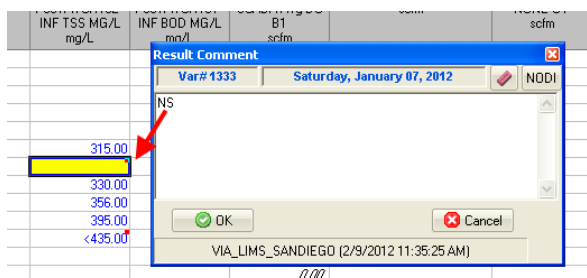 INF TSS MG/L INF BOD MG/L B1 scfm
mg/L mg/L scfm
Result Comment
Var# 1333 Saturday, January 07, 2012 NODI
NS
315.00
330.00
356.00
395.00
<435.00
OK Cancel
VIA_LIMS_SANDIEGO (2/9/2012 11:35:25 AM)